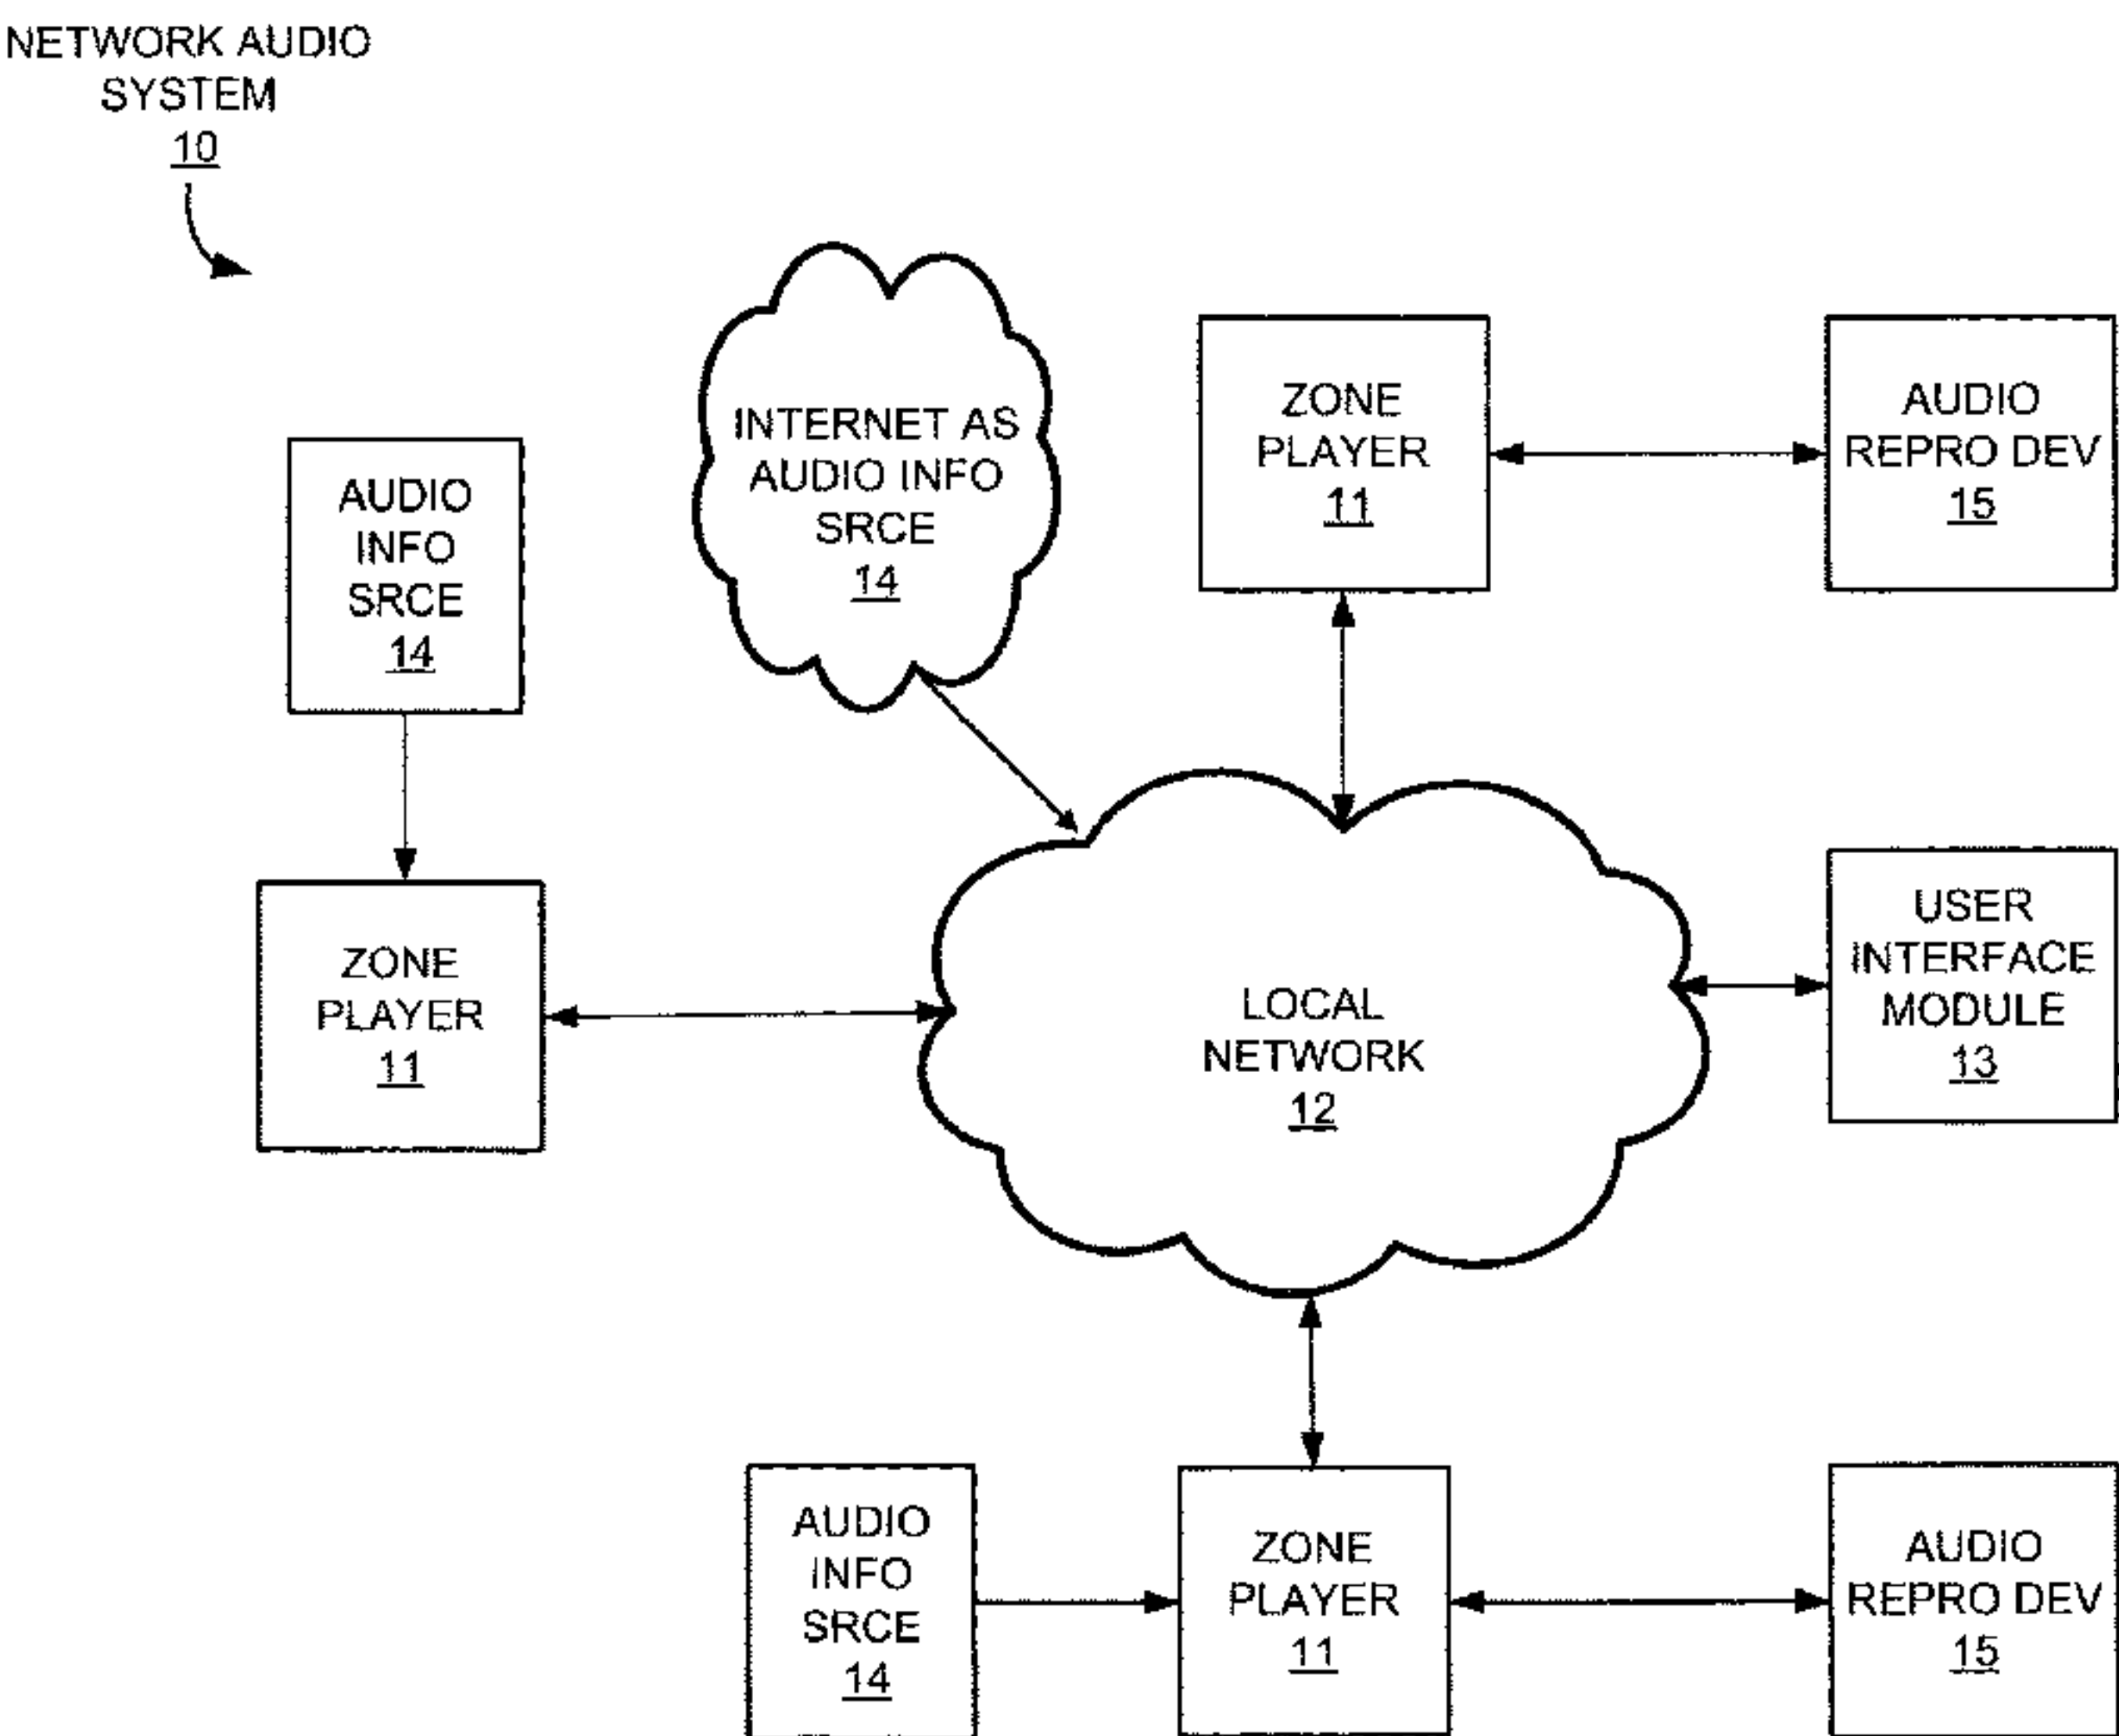 NETWORK AUDIO
SYSTEM
10
INTERNET AS
AUDIO INFO
SRCE
14
ZONE
PLAYER
11
AUDIO
REPRO DEV
15
AUDIO
INFO
SRCE
14
ZONE
PLAYER
11
LOCAL
NETWORK
12
USER
INTERFACE
MODULE
13
AUDIO
INFO
SRCE
14
ZONE
PLAYER
11
AUDIO
REPRO DEV
15